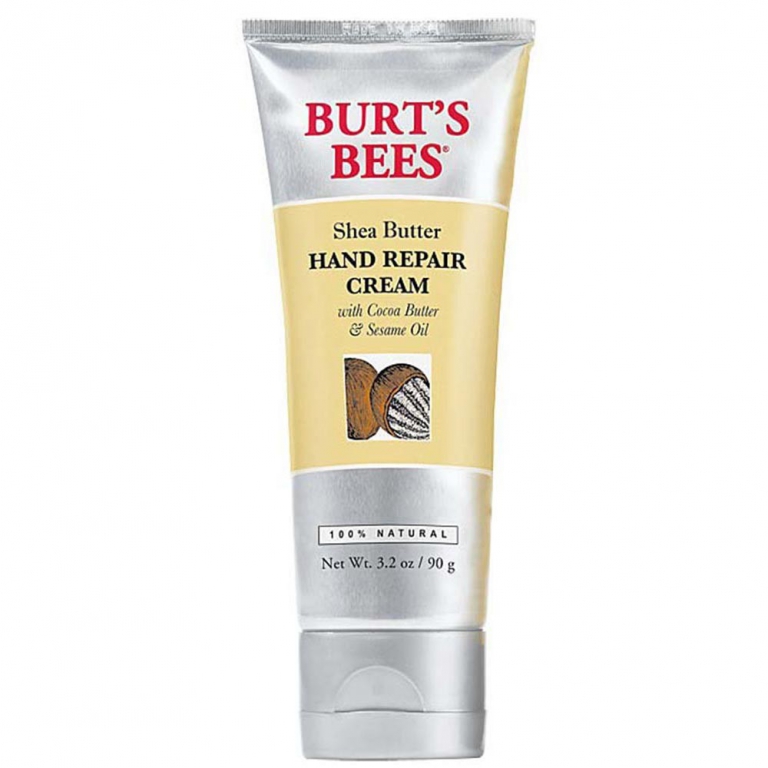 BURT'S
BEES®
Shea Butter
HAND REPAIR
CREAM
with Cocoa Butter
& Sesame Oil
100% NATURAL
Net Wt. 3.2 oz / 90 g